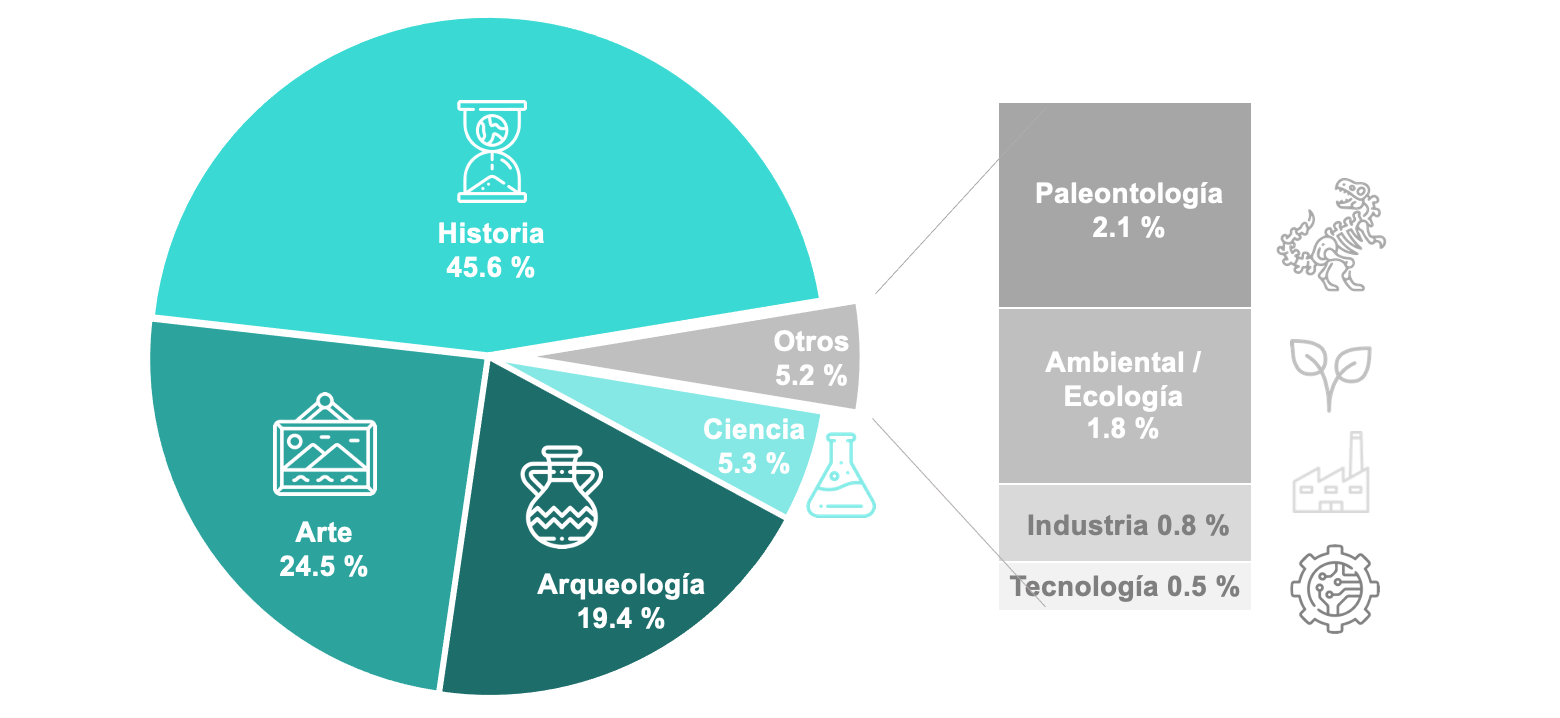 Historia
45.6 %
Otros
5.2 %
Ciencia
5.3 %
Arte
24.5 %
Arqueología
19.4 %
Paleontología
2.1 %
Ambiental /
Ecología
1.8 %
Industria 0.8 %
Tecnología 0.5 %